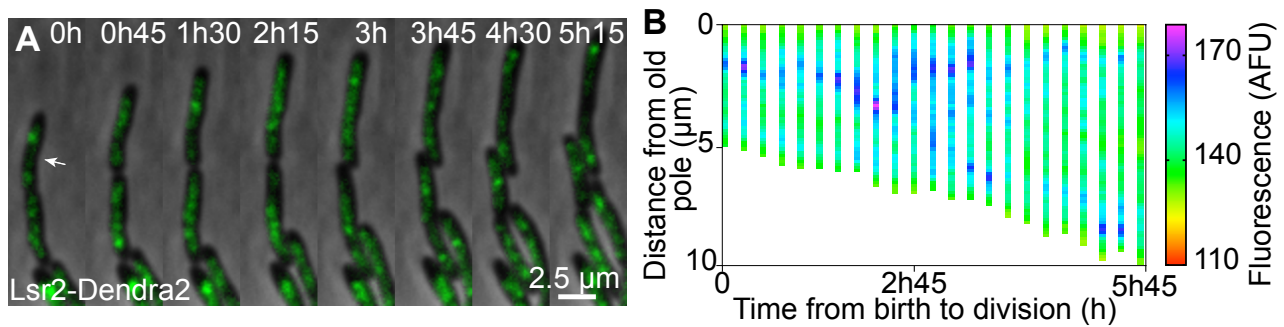 A
0h 0h45 1h30 2h15 3h 3h45 4h30 5h15
Lsr2-Dendra2
2.5 µm
B
Distance from old
pole (µm)
0
5
10
0 2h45 5h45
Time from birth to division (h)
170
140
110
Fluorescence (AFU)